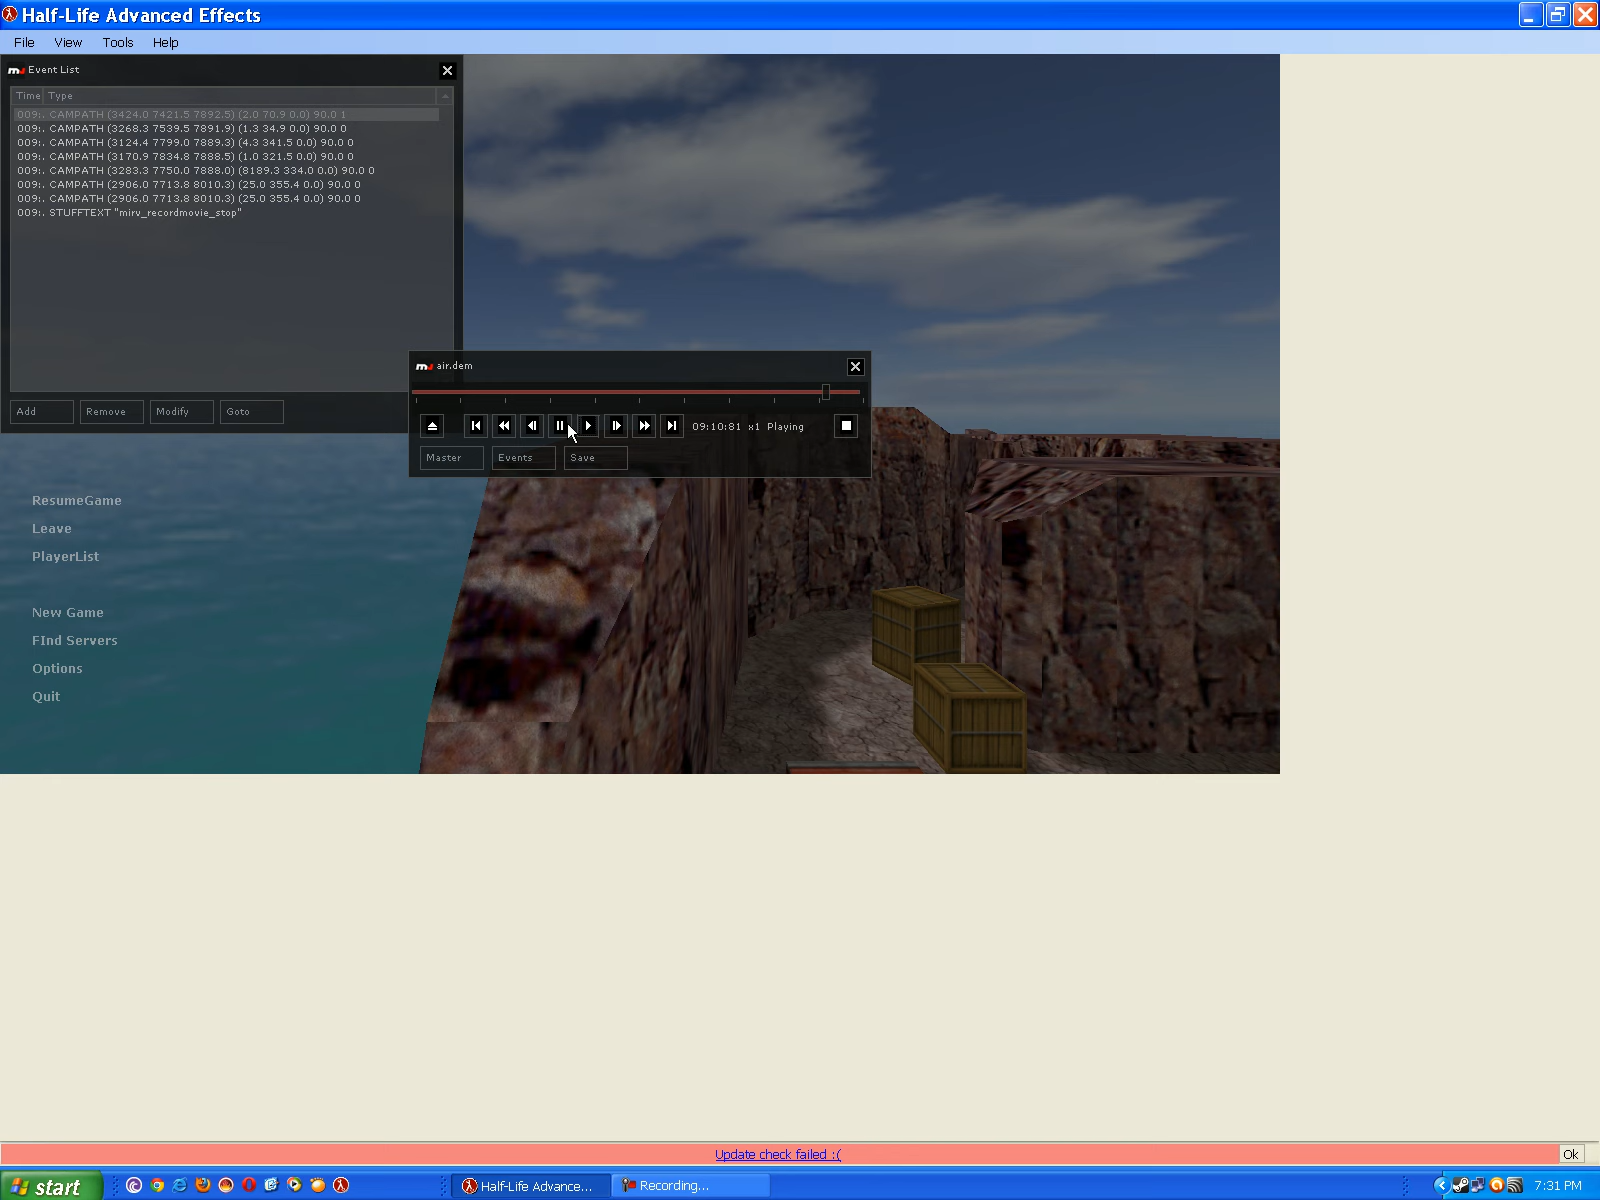 Half-Life Advanced Effects
File View Tools Help
Event List
Time Type
009:. CAMPATH (3424.0 7421.5 7892.5) (2.0 70.9 0.0) 90.0 1
009:. CAMPATH (3268.3 7539.5 7891.9) (1.3 34.9 0.0) 90.0 0
009:. CAMPATH (3124.4 7799.0 7889.3) (4.3 341.5 0.0) 90.0 0
009:. CAMPATH (3170.9 7834.8 7888.5) (1.0 321.5 0.0) 90.0 0
009:. CAMPATH (3283.3 7750.0 7888.0) (8189.3 334.0 0.0) 90.0 0
009:. CAMPATH (2906.0 7713.8 8010.3) (25.0 355.4 0.0) 90.0 0
009:. CAMPATH (2906.0 7713.8 8010.3) (25.0 355.4 0.0) 90.0 0
009:. STUFFTEXT "mirv_recordmovie_stop"
Add Remove Modify Goto
air.dem
09:10:81 x1 Playing
Master Events Save
ResumeGame
Leave
PlayerList
New Game
FInd Servers
Options
Quit
Update check failed :(
Ok
start
Half-Life Advance...
Recording...
7:31 PM